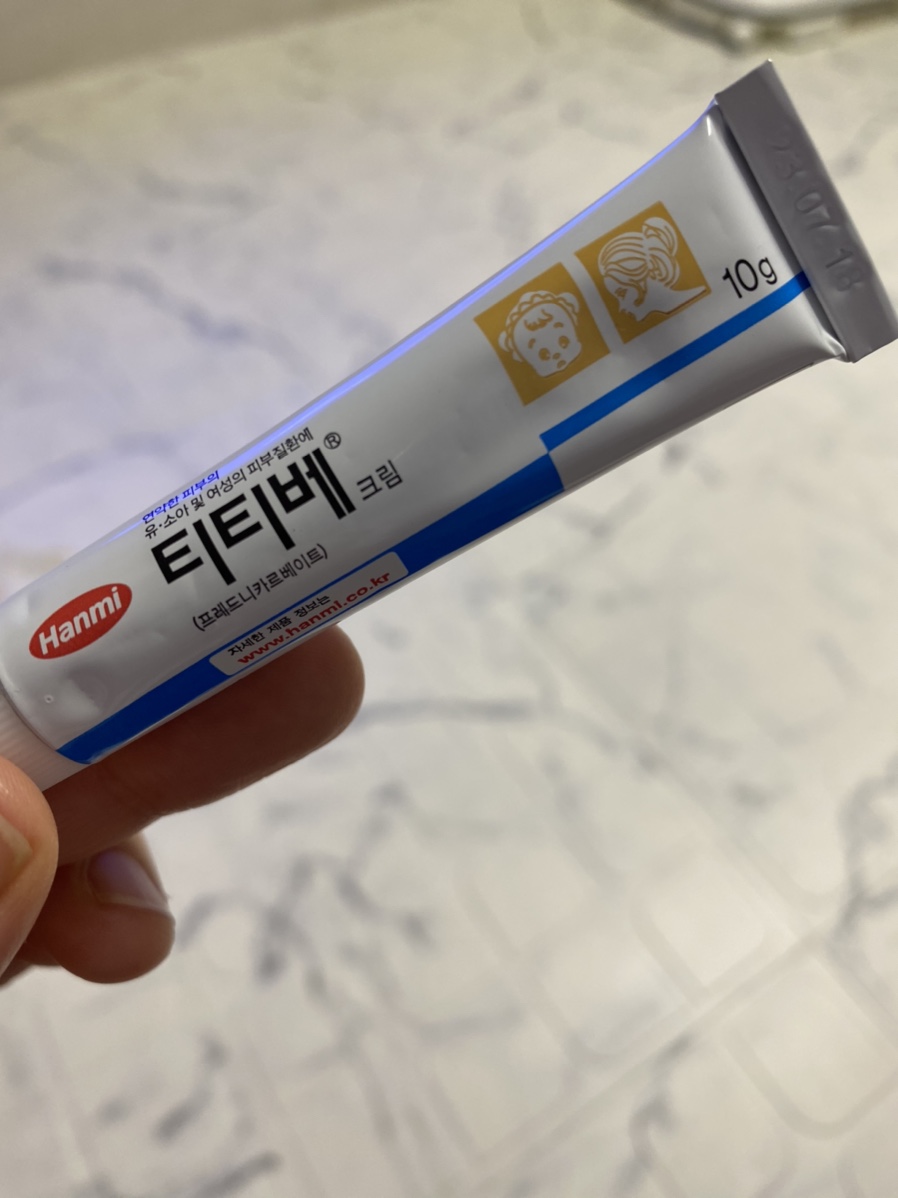 연약한 피부의
유·소아 및 여성의 피부질환에
티티베® 크림
(프레드니카르베이트)
Hanmi
자세한 제품 정보는
www.hanmi.co.kr
10g
23.07.18